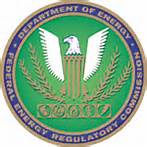 DEPARTMENT OF ENERGY
FEDERAL ENERGY REGULATORY COMMISSION